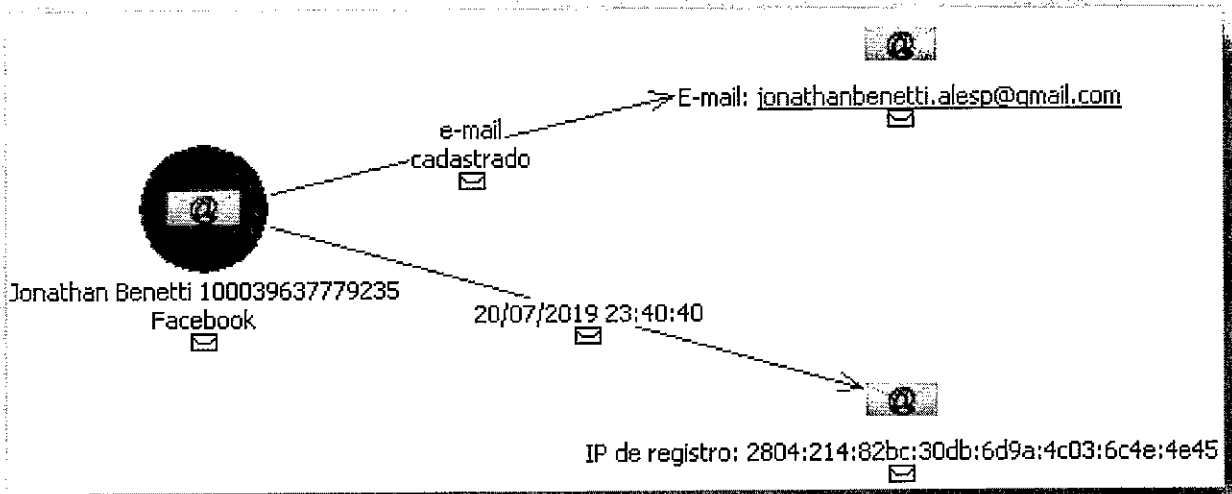 E-mail: jonathanbenetti.alesp@gmail.com
e-mail
cadastrado
Jonathan Benetti 100039637779235
Facebook
20/07/2019 23:40:40
IP de registro: 2804:214:82bc:30db:6d9a:4c03:6c4e:4e45